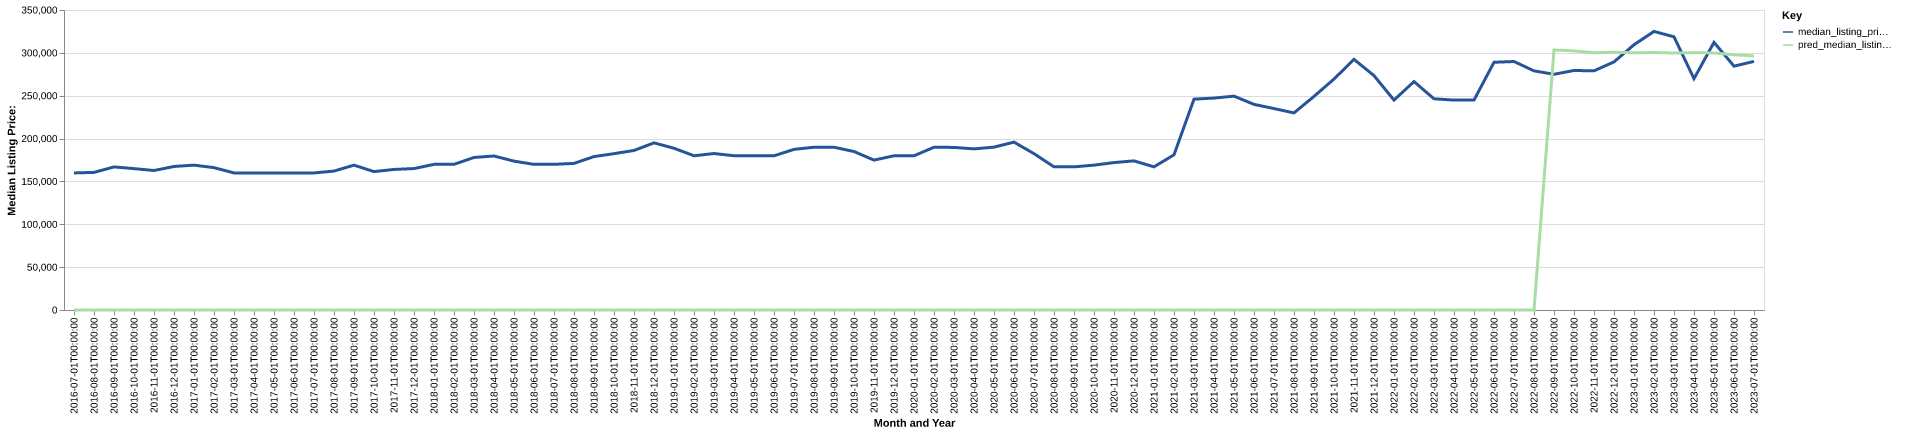 350,000
300,000
250,000
200,000
150,000
100,000
50,000
0
Median Listing Price:
2016-07-01T00:00:00
2016-08-01T00:00:00
2016-09-01T00:00:00
2016-10-01T00:00:00
2016-11-01T00:00:00
2016-12-01T00:00:00
2017-01-01T00:00:00
2017-02-01T00:00:00
2017-03-01T00:00:00
2017-04-01T00:00:00
2017-05-01T00:00:00
2017-06-01T00:00:00
2017-07-01T00:00:00
2017-08-01T00:00:00
2017-09-01T00:00:00
2017-10-01T00:00:00
2017-11-01T00:00:00
2017-12-01T00:00:00
2018-01-01T00:00:00
2018-02-01T00:00:00
2018-03-01T00:00:00
2018-04-01T00:00:00
2018-05-01T00:00:00
2018-06-01T00:00:00
2018-07-01T00:00:00
2018-08-01T00:00:00
2018-09-01T00:00:00
2018-10-01T00:00:00
2018-11-01T00:00:00
2018-12-01T00:00:00
2019-01-01T00:00:00
2019-02-01T00:00:00
2019-03-01T00:00:00
2019-04-01T00:00:00
2019-05-01T00:00:00
2019-06-01T00:00:00
2019-07-01T00:00:00
2019-08-01T00:00:00
2019-09-01T00:00:00
2019-10-01T00:00:00
2019-11-01T00:00:00
2019-12-01T00:00:00
2020-01-01T00:00:00
2020-02-01T00:00:00
2020-03-01T00:00:00
2020-04-01T00:00:00
2020-05-01T00:00:00
2020-06-01T00:00:00
2020-07-01T00:00:00
2020-08-01T00:00:00
2020-09-01T00:00:00
2020-10-01T00:00:00
2020-11-01T00:00:00
2020-12-01T00:00:00
2021-01-01T00:00:00
2021-02-01T00:00:00
2021-03-01T00:00:00
2021-04-01T00:00:00
2021-05-01T00:00:00
2021-06-01T00:00:00
2021-07-01T00:00:00
2021-08-01T00:00:00
2021-09-01T00:00:00
2021-10-01T00:00:00
2021-11-01T00:00:00
2021-12-01T00:00:00
2022-01-01T00:00:00
2022-02-01T00:00:00
2022-03-01T00:00:00
2022-04-01T00:00:00
2022-05-01T00:00:00
2022-06-01T00:00:00
2022-07-01T00:00:00
2022-08-01T00:00:00
2022-09-01T00:00:00
2022-10-01T00:00:00
2022-11-01T00:00:00
2022-12-01T00:00:00
2023-01-01T00:00:00
2023-02-01T00:00:00
2023-03-01T00:00:00
2023-04-01T00:00:00
2023-05-01T00:00:00
2023-06-01T00:00:00
2023-07-01T00:00:00
Month and Year
Key
median_listing_pri…
pred_median_listin…